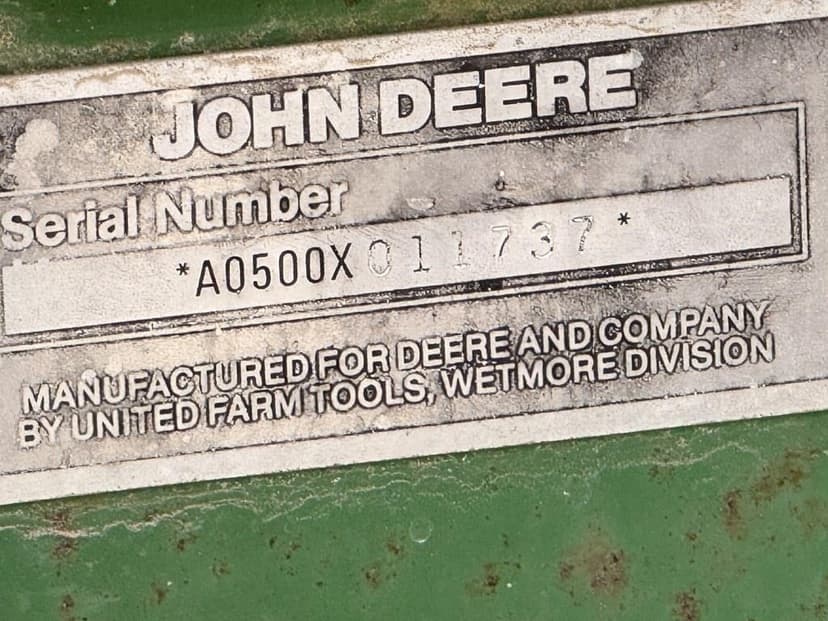 JOHN DEERE
Serial Number
*A0500X011737*
MANUFACTURED FOR DEERE AND COMPANY
BY UNITED FARM TOOLS, WETMORE DIVISION